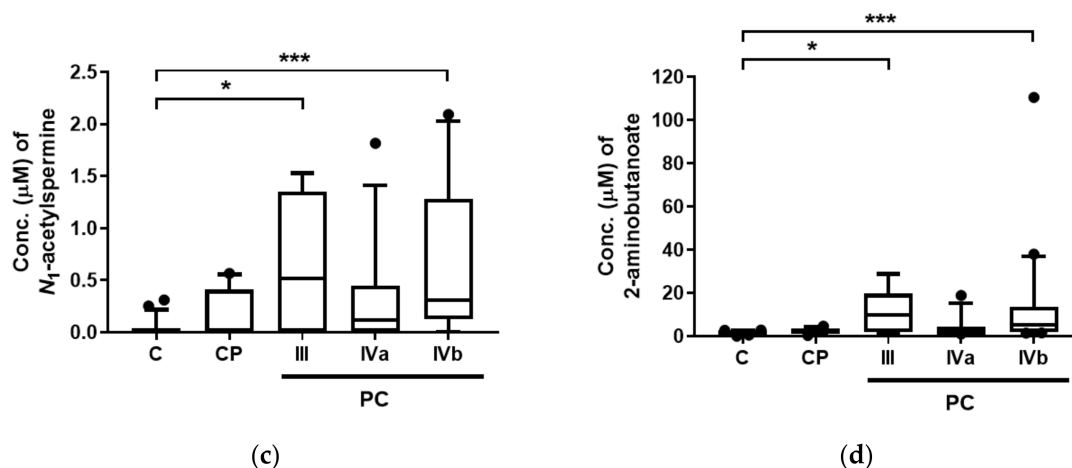 ***
*
2.5
2.0
1.5
1.0
0.5
0.0
Conc. (μM) of
N1-acetylspermine
C CP III IVa IVb
PC
(c)
***
*
120
100
80
60
40
20
0
Conc. (μM) of
2-aminobutanoate
C CP III IVa IVb
PC
(d)